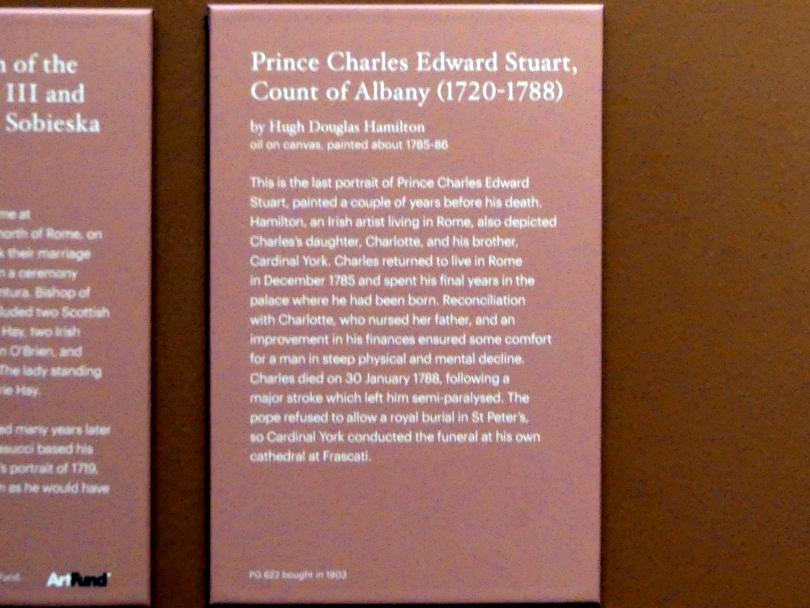 n of the
III and
Sobieska
me at
north of Rome, on
k their marriage
n a ceremony
ntura, Bishop of
luded two Scottish
Hay, two Irish
n O'Brien, and
The lady standing
rie Hay.
ed many years later
asucci based his
's portrait of 1719,
n as he would have
Fund
ArtFund
Prince Charles Edward Stuart,
Count of Albany (1720-1788)
by Hugh Douglas Hamilton
oil on canvas, painted about 1785-86
This is the last portrait of Prince Charles Edward
Stuart, painted a couple of years before his death.
Hamilton, an Irish artist living in Rome, also depicted
Charles's daughter, Charlotte, and his brother,
Cardinal York. Charles returned to live in Rome
in December 1785 and spent his final years in the
palace where he had been born. Reconciliation
with Charlotte, who nursed her father, and an
improvement in his finances ensured some comfort
for a man in steep physical and mental decline.
Charles died on 30 January 1788, following a
major stroke which left him semi-paralysed. The
pope refused to allow a royal burial in St Peter's,
so Cardinal York conducted the funeral at his own
cathedral at Frascati.
PG 622 bought in 1903